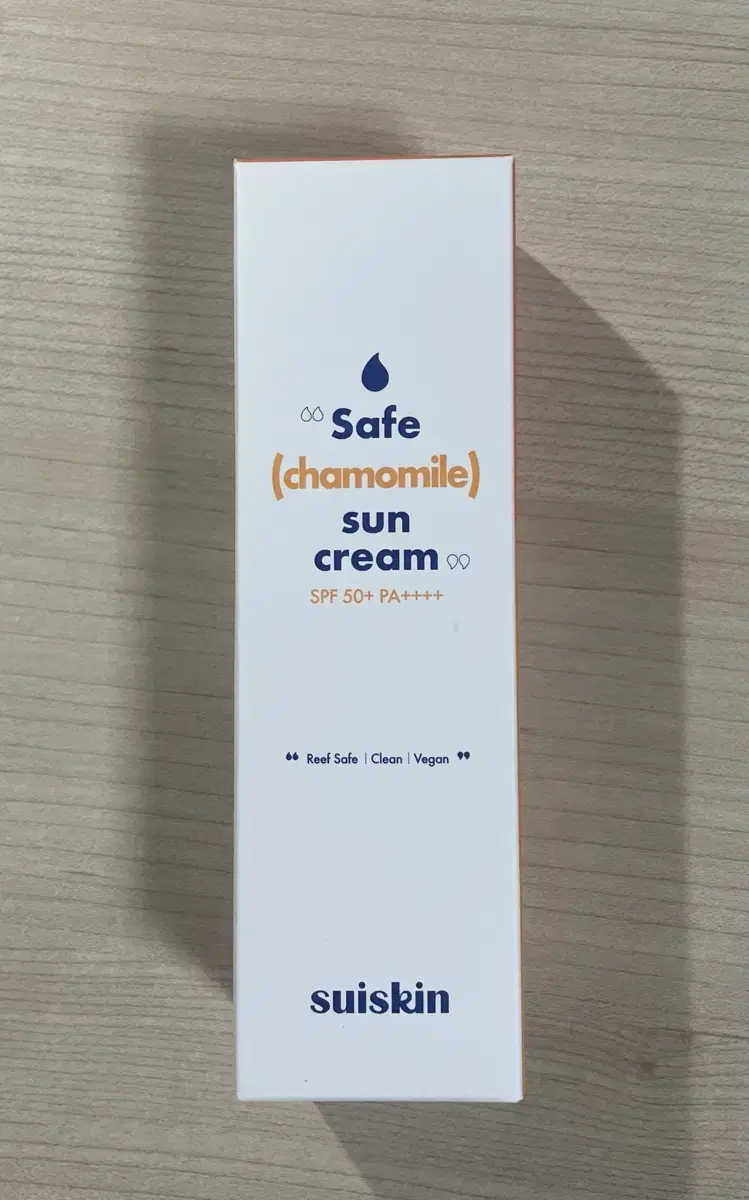 Safe
(chamomile)
sun
cream
SPF 50+ PA++++
Reef Safe | Clean | Vegan
suiskin